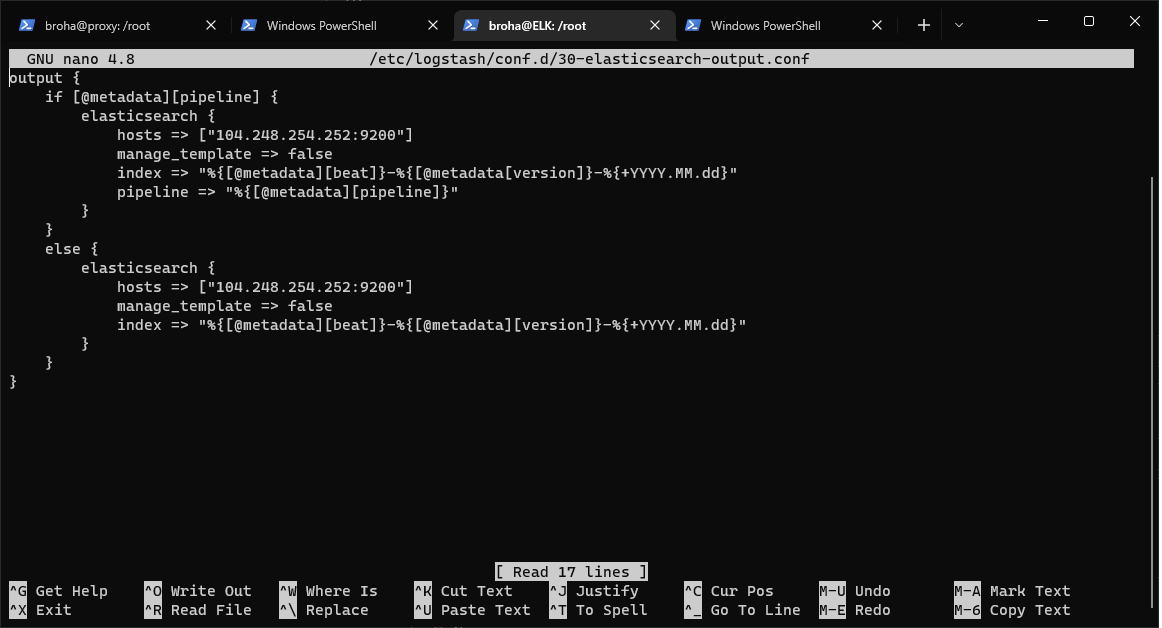 broha@proxy: /root
Windows PowerShell
broha@ELK: /root
Windows PowerShell
GNU nano 4.8 /etc/logstash/conf.d/30-elasticsearch-output.conf
output {
    if [@metadata][pipeline] {
        elasticsearch {
            hosts => ["104.248.254.252:9200"]
            manage_template => false
            index => "%{[@metadata][beat]}-%{[@metadata[version]}-%{+YYYY.MM.dd}"
            pipeline => "%{[@metadata][pipeline]}"
        }
    }
    else {
        elasticsearch {
            hosts => ["104.248.254.252:9200"]
            manage_template => false
            index => "%{[@metadata][beat]}-%{[@metadata][version]}-%{+YYYY.MM.dd}"
        }
    }
}
[ Read 17 lines ]
^G Get Help ^O Write Out ^W Where Is ^K Cut Text ^J Justify ^C Cur Pos M-U Undo M-A Mark Text
^X Exit ^R Read File ^\ Replace ^U Paste Text ^T To Spell ^_ Go To Line M-E Redo M-6 Copy Text